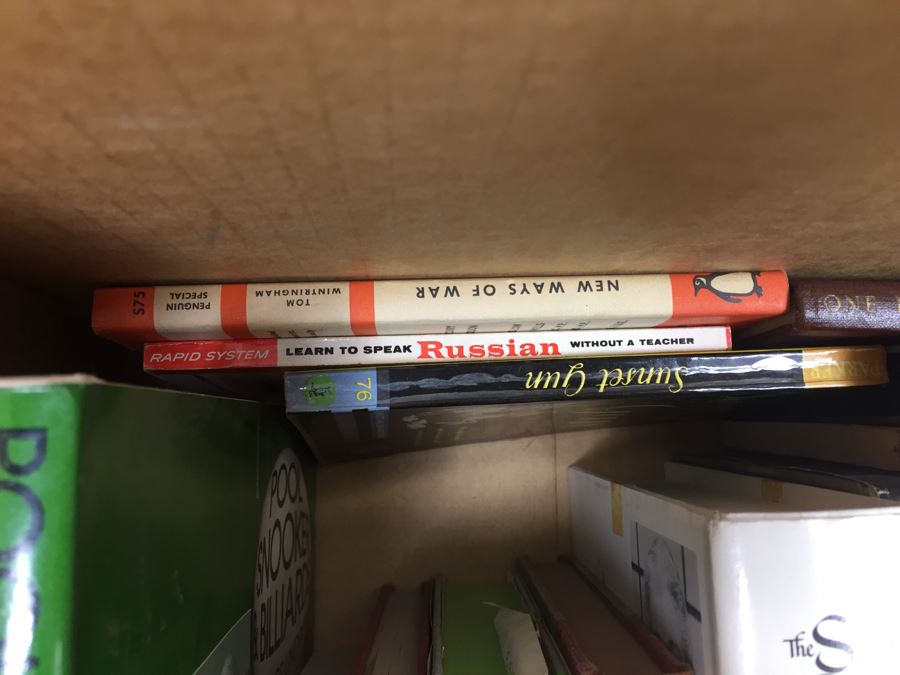 NEW WAYS OF WAR
TOM
WINTRINGHAM
PENGUIN
SPECIAL
S75
RAPID SYSTEM LEARN TO SPEAK Russian WITHOUT A TEACHER
Sunset Gun
76
ONE
POOL
SNOOKER
& BILLIARDS
The